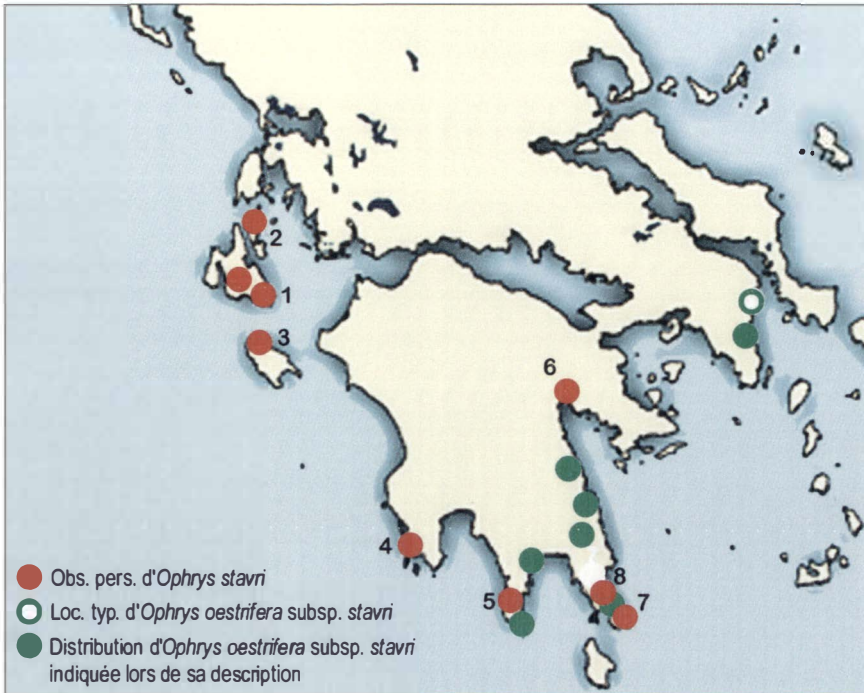 2
1
3
6
4
8
5
7
4
Obs. pers. d'Ophrys stavri
Loc. typ. d'Ophrys oestrifera subsp. stavri
Distribution d'Ophrys oestrifera subsp. stavri
indiquée lors de sa description